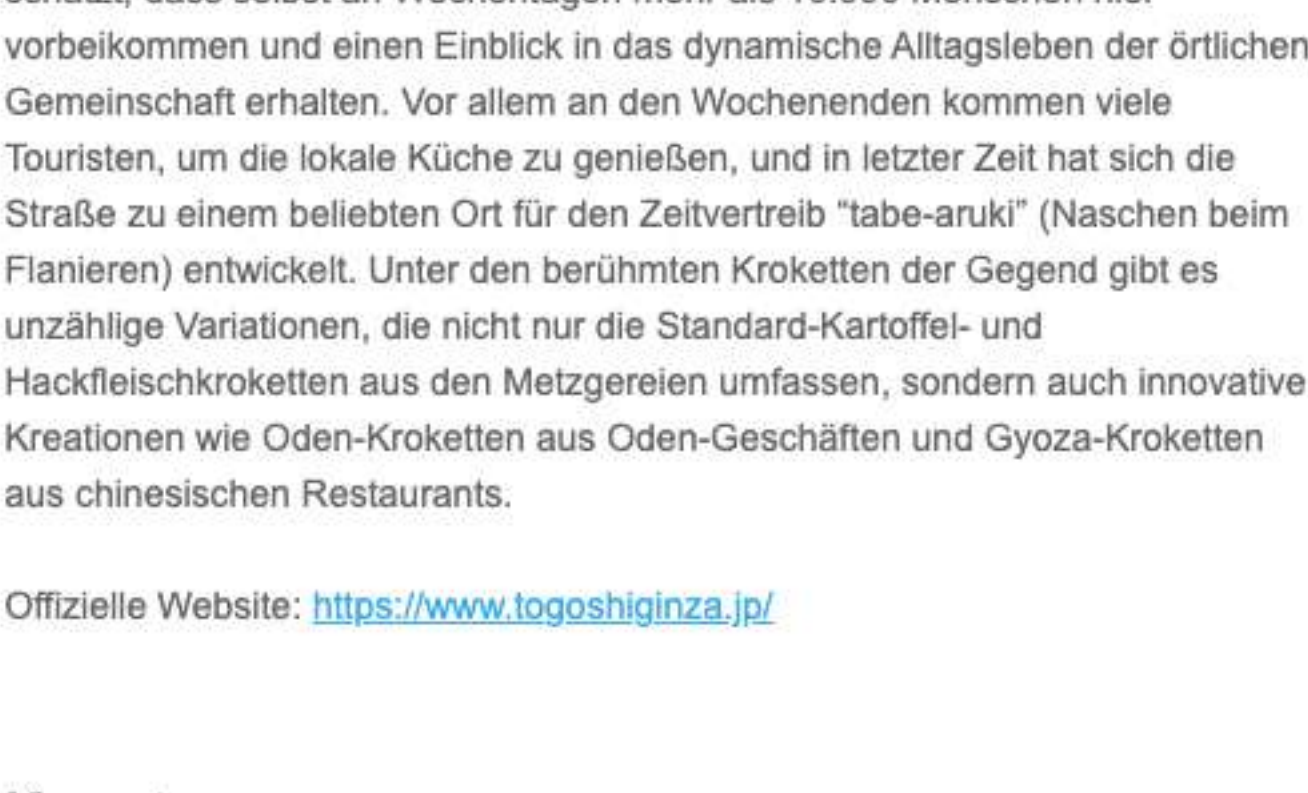 vorbeikommen und einen Einblick in das dynamische Alltagsleben der örtlichen
Gemeinschaft erhalten. Vor allem an den Wochenenden kommen viele
Touristen, um die lokale Küche zu genießen, und in letzter Zeit hat sich die
Straße zu einem beliebten Ort für den Zeitvertreib “tabe-aruki” (Naschen beim
Flanieren) entwickelt. Unter den berühmten Kroketten der Gegend gibt es
unzählige Variationen, die nicht nur die Standard-Kartoffel- und
Hackfleischkroketten aus den Metzgereien umfassen, sondern auch innovative
Kreationen wie Oden-Kroketten aus Oden-Geschäften und Gyoza-Kroketten
aus chinesischen Restaurants.
Offizielle Website: https://www.togoshiginza.jp/